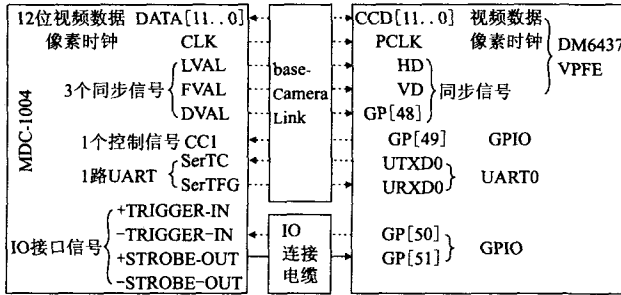 12位视频数据 DATA[11..0] CCD[11..0] 视频数据
像素时钟 CLK PCLK 像素时钟
LVAL HD
DM6437
VPFE
3个同步信号 FVAL VD 同步信号
DVAL GP[48]
base-
Camera
Link
MDC-1004
1个控制信号 CC1 GP[49] GPIO
SerTC UTXD0
1路UART UART0
SerTFG URXD0
+TRIGGER-IN
IO接口信号 -TRIGGER-IN GP[50]
+STROBE-OUT GP[51] GPIO
-STROBE-OUT
IO
连接
电缆